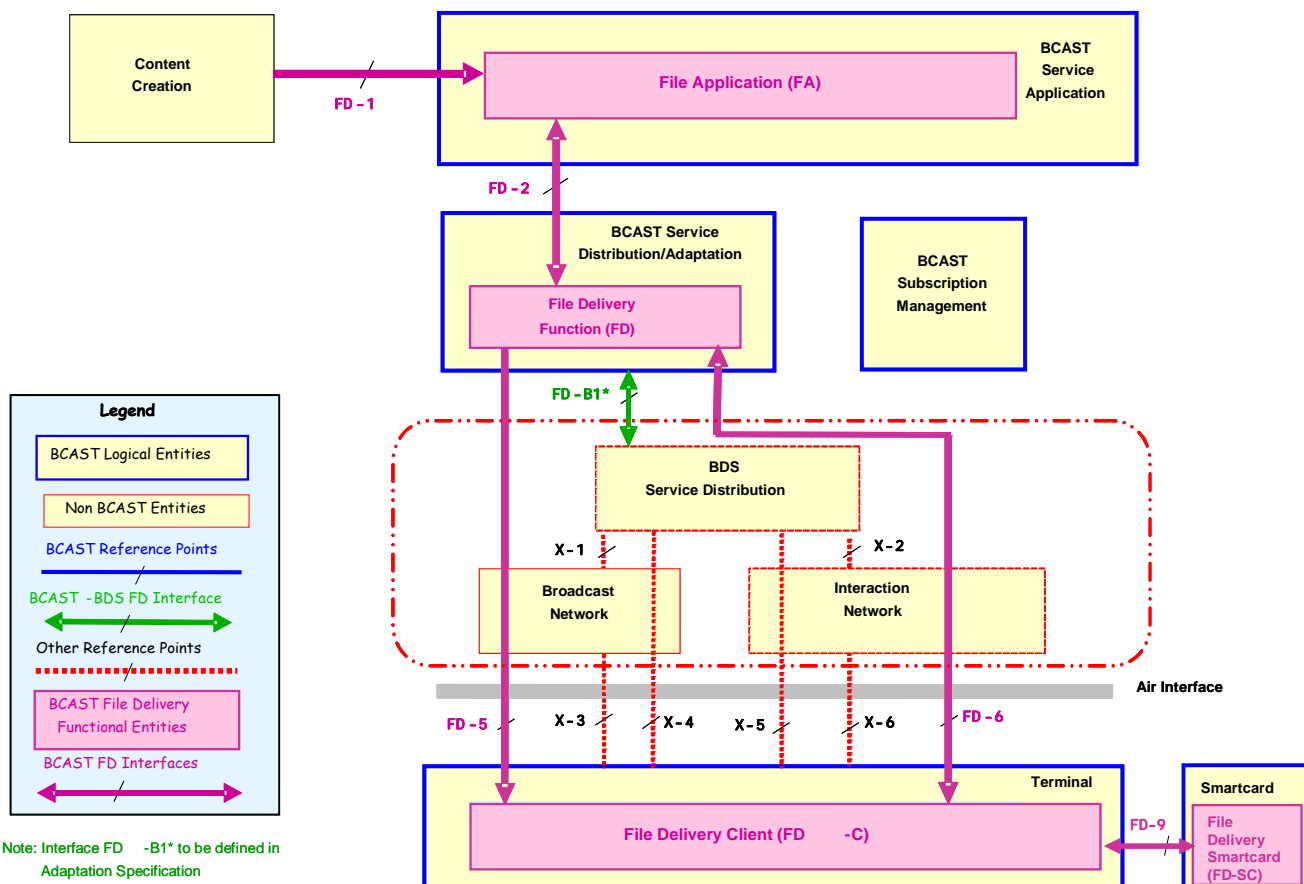 Content
Creation
FD-1
File Application (FA)
BCAST
Service
Application
FD-2
BCAST Service
Distribution/Adaptation
File Delivery
Function (FD)
BCAST
Subscription
Management
FD-B1*
Legend
BCAST Logical Entities
Non BCAST Entities
BCAST Reference Points
BCAST -BDS FD Interface
Other Reference Points
BCAST File Delivery
Functional Entities
BCAST FD Interfaces
Note: Interface FD -B1* to be defined in
Adaptation Specification
BDS
Service Distribution
X-1
X-2
Broadcast
Network
Interaction
Network
Air Interface
FD-5
X-3
X-4
X-5
X-6
FD-6
Terminal
File Delivery Client (FD -C)
FD-9
Smartcard
File
Delivery
Smartcard
(FD-SC)